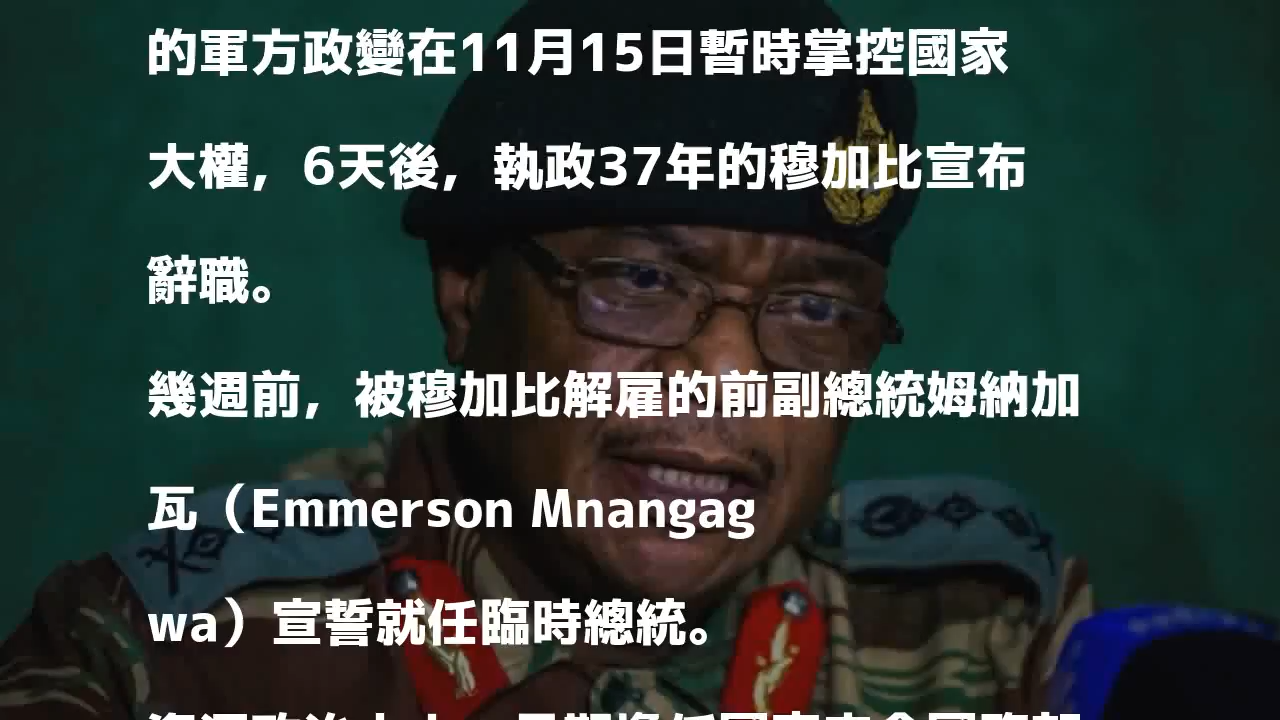 的軍方政變在11月15日暫時掌控國家
大權，6天後，執政37年的穆加比宣布
辭職。
幾週前，被穆加比解雇的前副總統姆納加
瓦（Emmerson Mnangag
wa）宣誓就任臨時總統。